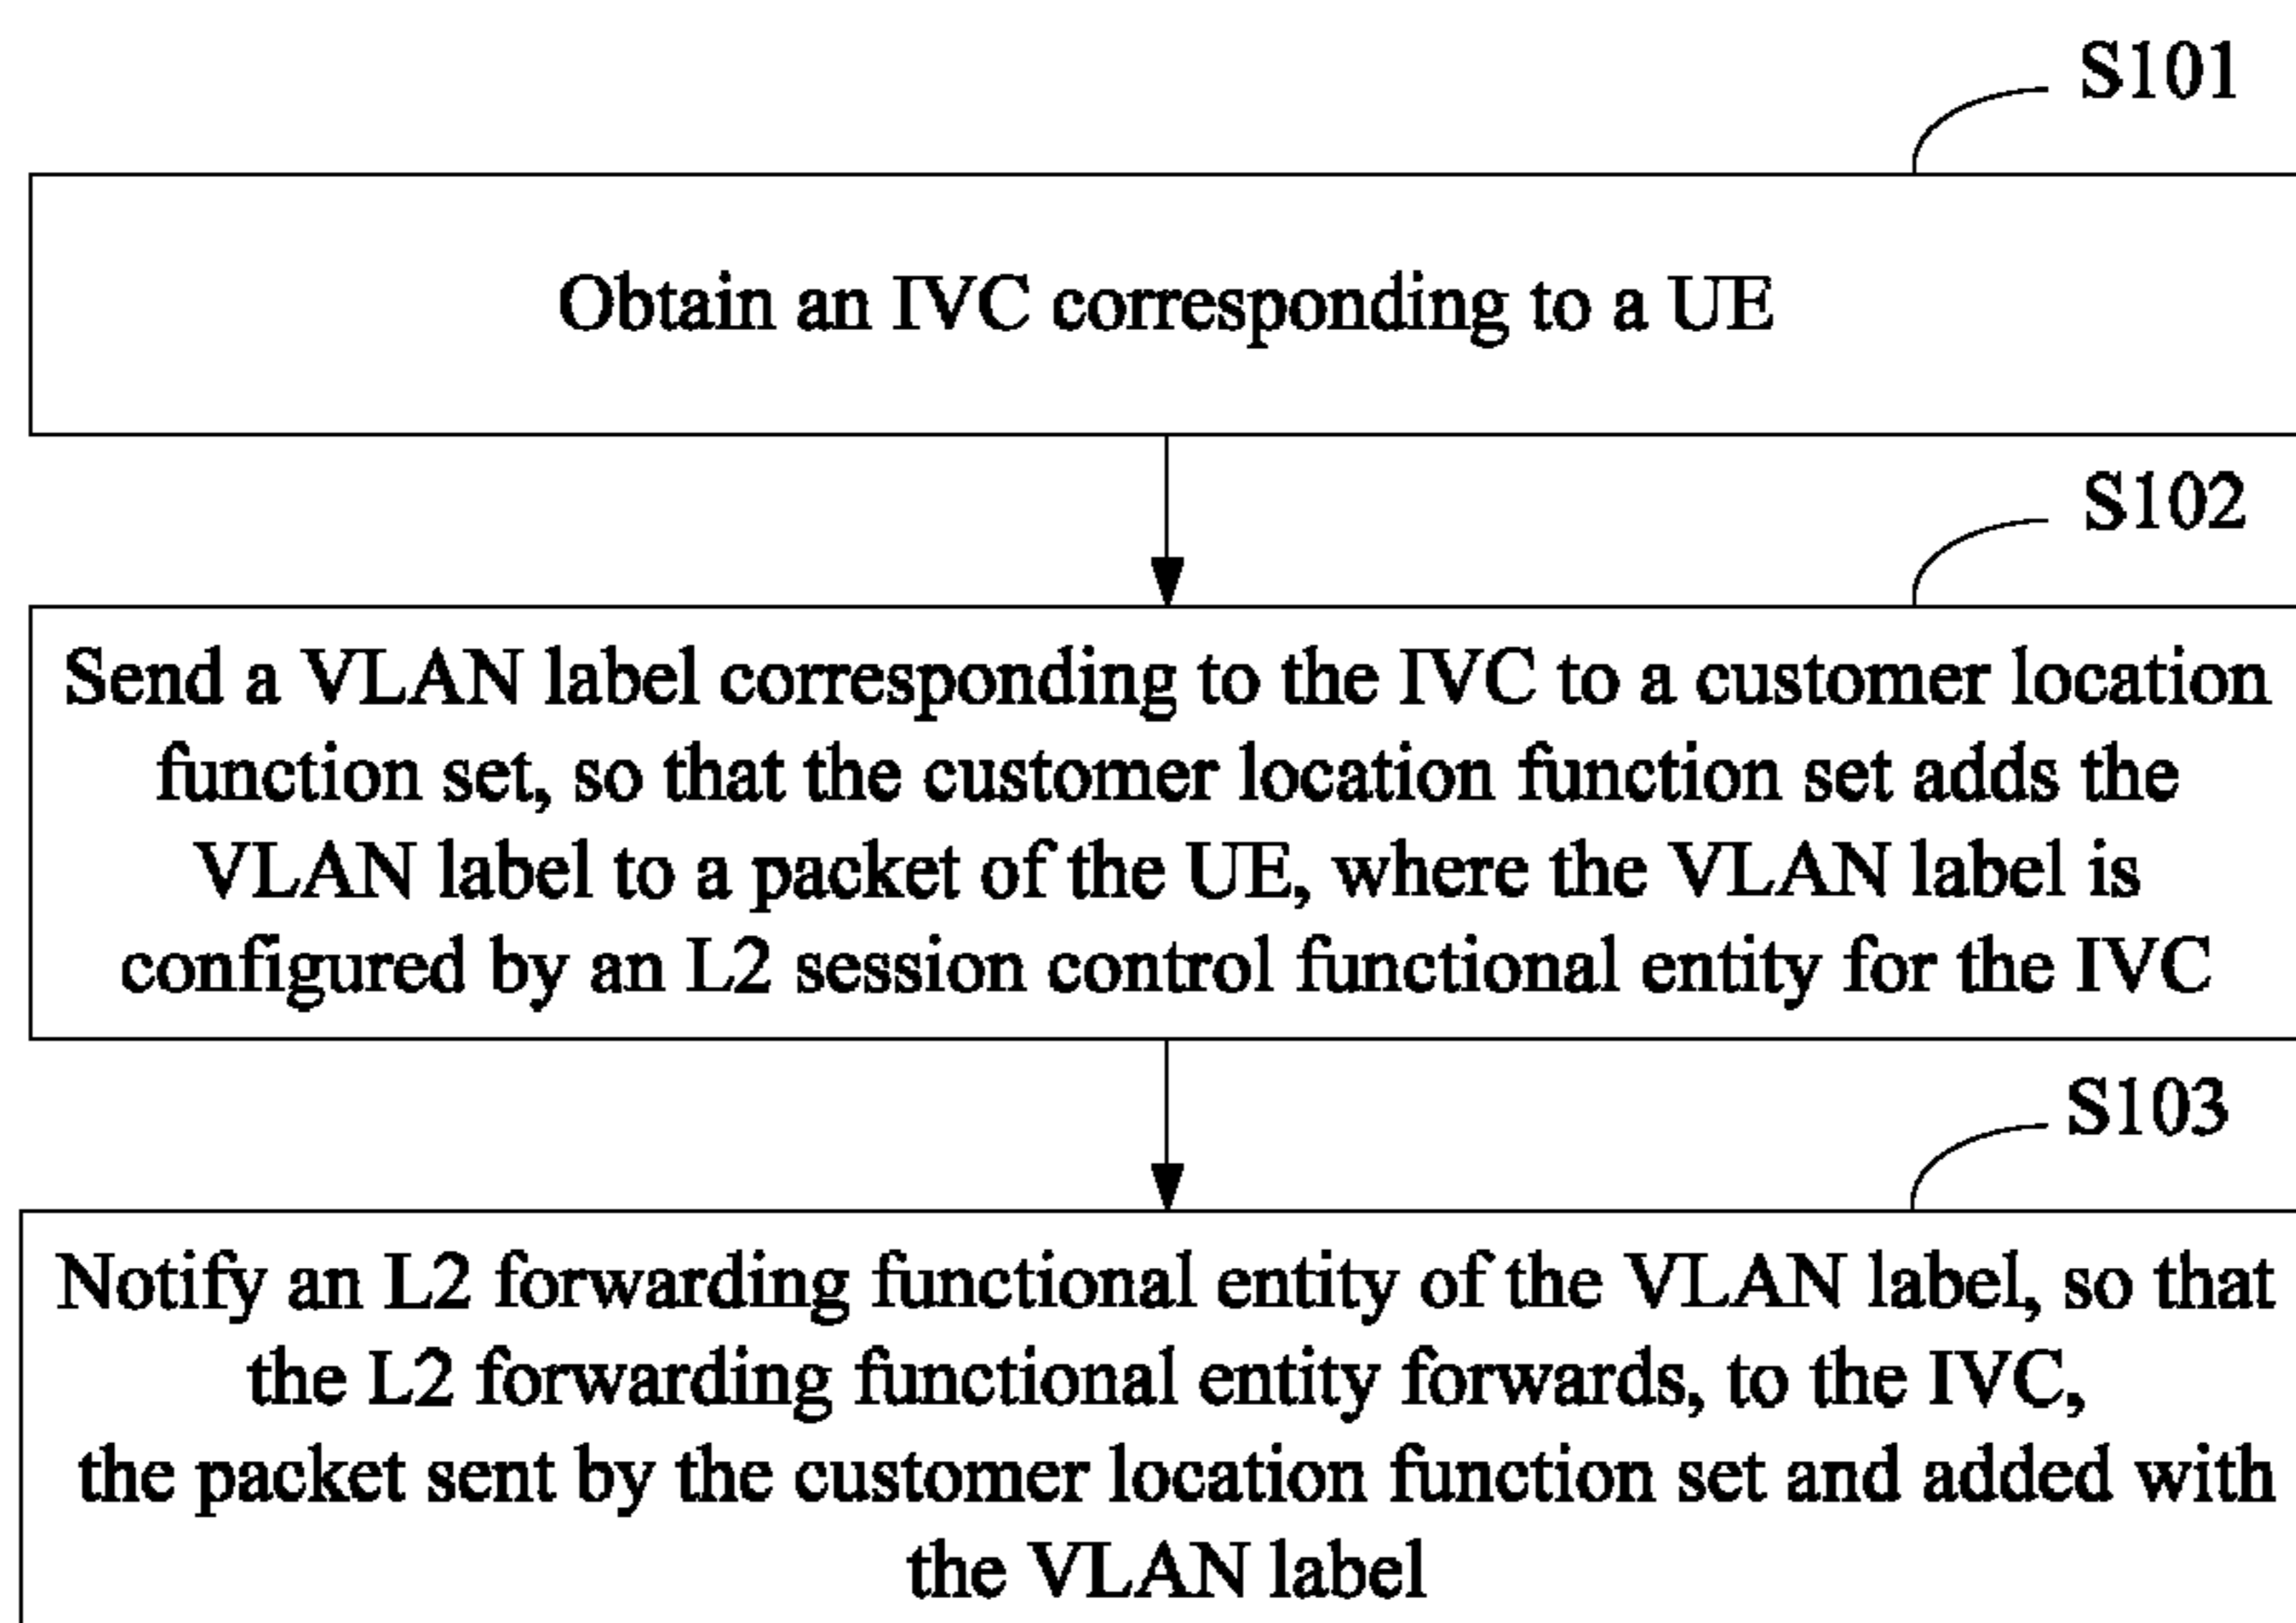 S101
Obtain an IVC corresponding to a UE
S102
Send a VLAN label corresponding to the IVC to a customer location
function set, so that the customer location function set adds the
VLAN label to a packet of the UE, where the VLAN label is
configured by an L2 session control functional entity for the IVC
S103
Notify an L2 forwarding functional entity of the VLAN label, so that
the L2 forwarding functional entity forwards, to the IVC,
the packet sent by the customer location function set and added with
the VLAN label